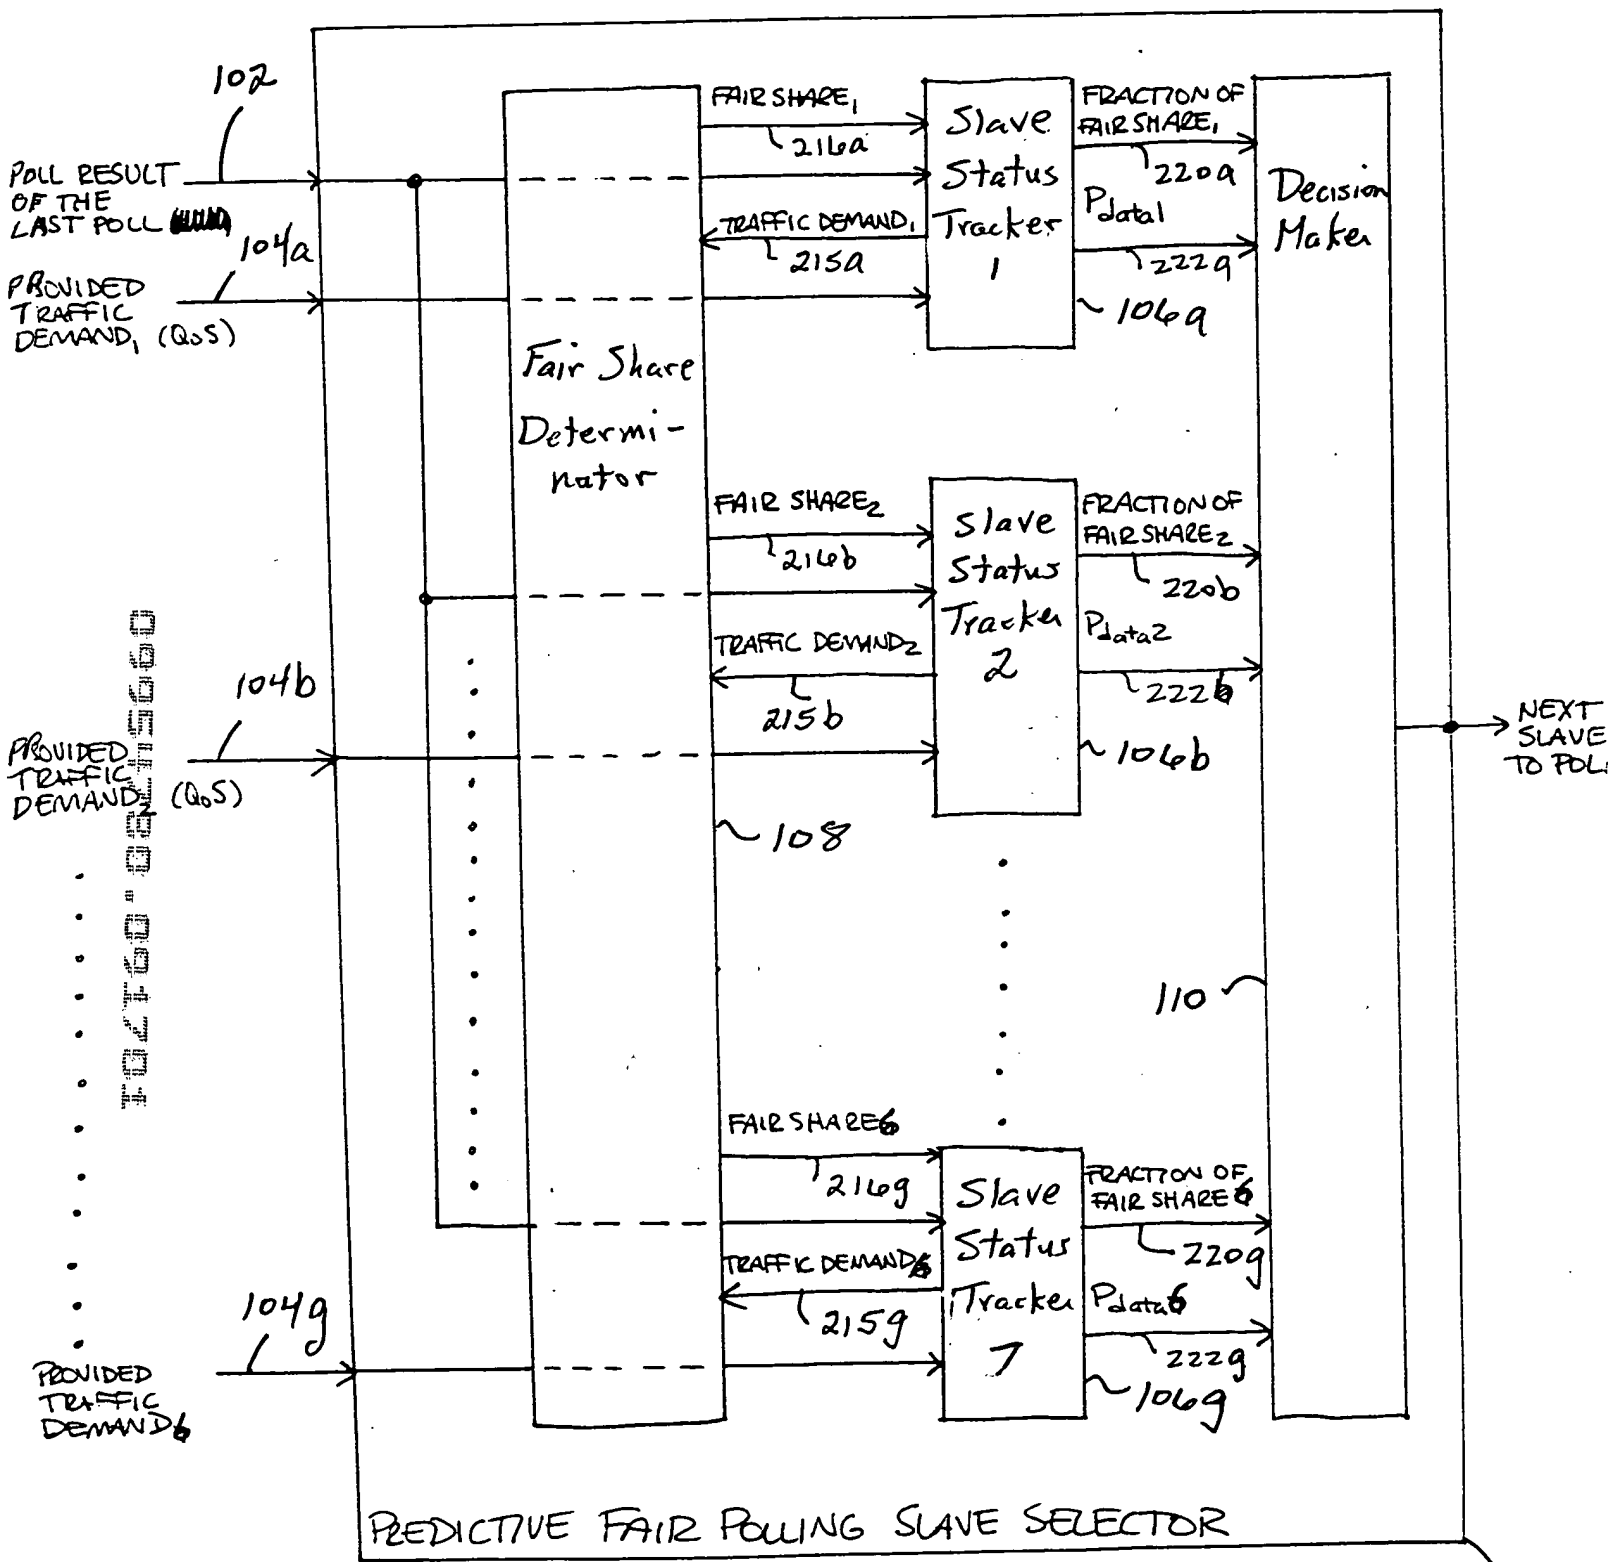 102
POLL RESULT
OF THE
LAST POLL
104a
PROVIDED
TRAFFIC
DEMAND1 (QoS)
Fair Share
Determi-
nator
FAIR SHARE1
216a
TRAFFIC DEMAND1
215a
Slave
Status
Tracker
1
106a
FRACTION OF
FAIR SHARE1
220a
Pdata1
222a
Decision
Maker
FAIR SHARE2
216b
TRAFFIC DEMAND2
215b
Slave
Status
Tracker
2
106b
FRACTION OF
FAIR SHARE2
220b
Pdata2
222b
104b
PROVIDED
TRAFFIC
DEMAND2 (QoS)
09951720.091701
NEXT
SLAVE
TO POLL
108
110
FAIR SHARE6
216g
TRAFFIC DEMAND6
215g
Slave
Status
Tracker
7
106g
FRACTION OF
FAIR SHARE6
220g
Pdata6
222g
104g
PROVIDED
TRAFFIC
DEMAND6
PREDICTIVE FAIR POLLING SLAVE SELECTOR